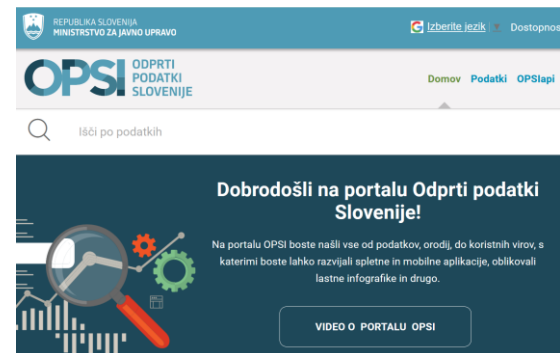 REPUBLIKA SLOVENIJA
MINISTRSTVO ZA JAVNO UPRAVO
Izberite jezik
OPSI
ODPRTI
PODATKI
SLOVENIJE
Domov Podatki OPSIapi
Išči po podatkih
Dobrodošli na portalu Odprti podatki
Slovenije!
Na portalu OPSI boste našli vse od podatkov, orodij, do koristnih virov, s
katerimi boste lahko razvijali spletne in mobilne aplikacije, oblikovali
lastne infografike in drugo.
VIDEO O PORTALU OPSI